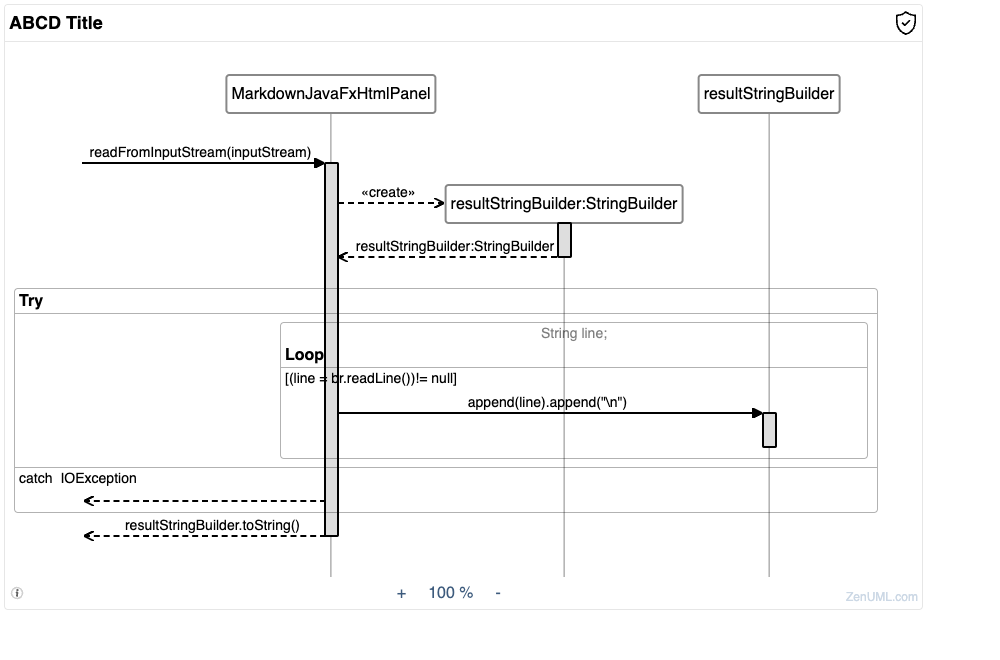 ABCD Title
MarkdownJavaFxHtmlPanel
resultStringBuilder
readFromInputStream(inputStream)
«create»
resultStringBuilder:StringBuilder
resultStringBuilder:StringBuilder
Try
String line;
Loop
[(line = br.readLine())!= null]
append(line).append("\n")
catch IOException
resultStringBuilder.toString()
+ 100 % -
ZenUML.com